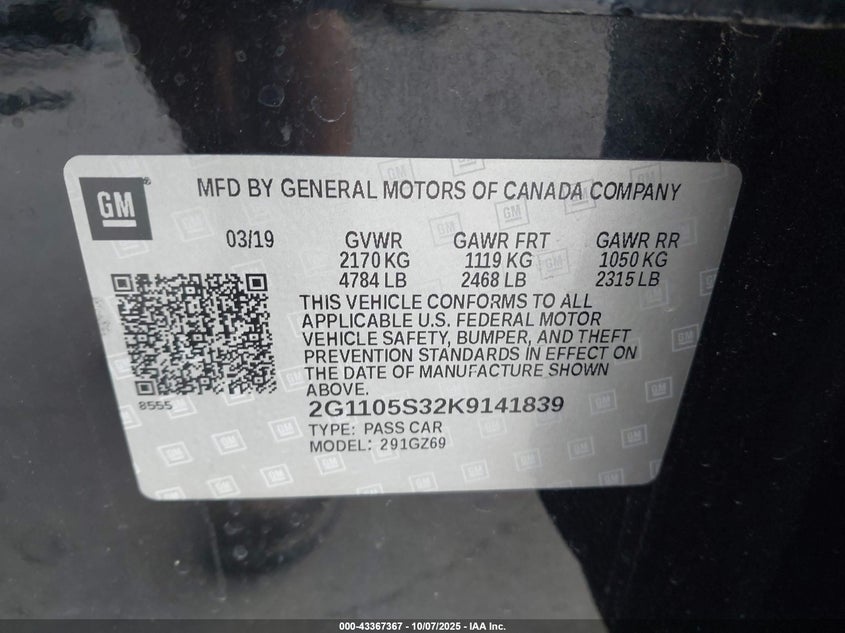 GM
MFD BY GENERAL MOTORS OF CANADA COMPANY
03/19 GVWR GAWR FRT GAWR RR
2170 KG 1119 KG 1050 KG
4784 LB 2468 LB 2315 LB
THIS VEHICLE CONFORMS TO ALL
APPLICABLE U.S. FEDERAL MOTOR
VEHICLE SAFETY, BUMPER, AND THEFT
PREVENTION STANDARDS IN EFFECT ON
THE DATE OF MANUFACTURE SHOWN
ABOVE.
8555
2G1105S32K9141839
TYPE: PASS CAR
MODEL: 291GZ69
000-43367367 - 10/07/2025 - IAA Inc.